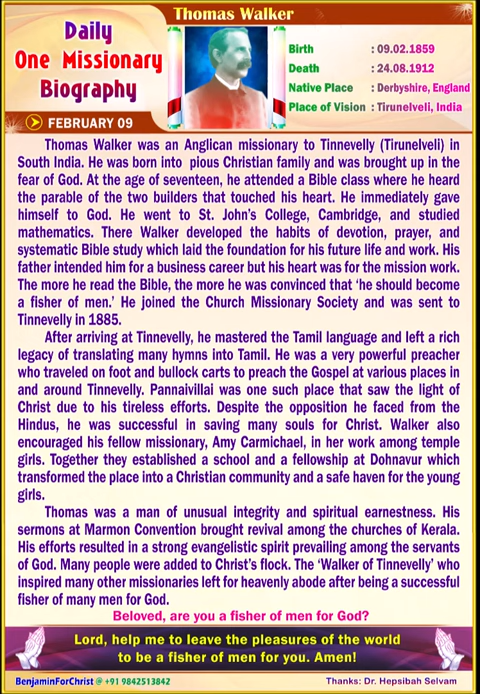 Thomas Walker
Daily
One Missionary
Biography
FEBRUARY 09
Birth : 09.02.1859
Death : 24.08.1912
Native Place : Derbyshire, England
Place of Vision : Tirunelveli, India
Thomas Walker was an Anglican missionary to Tinnevelly (Tirunelveli) in
South India. He was born into pious Christian family and was brought up in the
fear of God. At the age of seventeen, he attended a Bible class where he heard
the parable of the two builders that touched his heart. He immediately gave
himself to God. He went to St. John's College, Cambridge, and studied
mathematics. There Walker developed the habits of devotion, prayer, and
systematic Bible study which laid the foundation for his future life and work. His
father intended him for a business career but his heart was for the mission work.
The more he read the Bible, the more he was convinced that 'he should become
a fisher of men.' He joined the Church Missionary Society and was sent to
Tinnevelly in 1885.
After arriving at Tinnevelly, he mastered the Tamil language and left a rich
legacy of translating many hymns into Tamil. He was a very powerful preacher
who traveled on foot and bullock carts to preach the Gospel at various places in
and around Tinnevelly. Pannaivillai was one such place that saw the light of
Christ due to his tireless efforts. Despite the opposition he faced from the
Hindus, he was successful in saving many souls for Christ. Walker also
encouraged his fellow missionary, Amy Carmichael, in her work among temple
girls. Together they established a school and a fellowship at Dohnavur which
transformed the place into a Christian community and a safe haven for the young
girls.
Thomas was a man of unusual integrity and spiritual earnestness. His
sermons at Marmon Convention brought revival among the churches of Kerala.
His efforts resulted in a strong evangelistic spirit prevailing among the servants
of God. Many people were added to Christ's flock. The 'Walker of Tinnevelly' who
inspired many other missionaries left for heavenly abode after being a successful
fisher of many men for God.
Beloved, are you a fisher of men for God?
Lord, help me to leave the pleasures of the world
to be a fisher of men for you. Amen!
BenjaminForChrist @ +91 9842513842
Thanks: Dr. Hepsibah Selvam